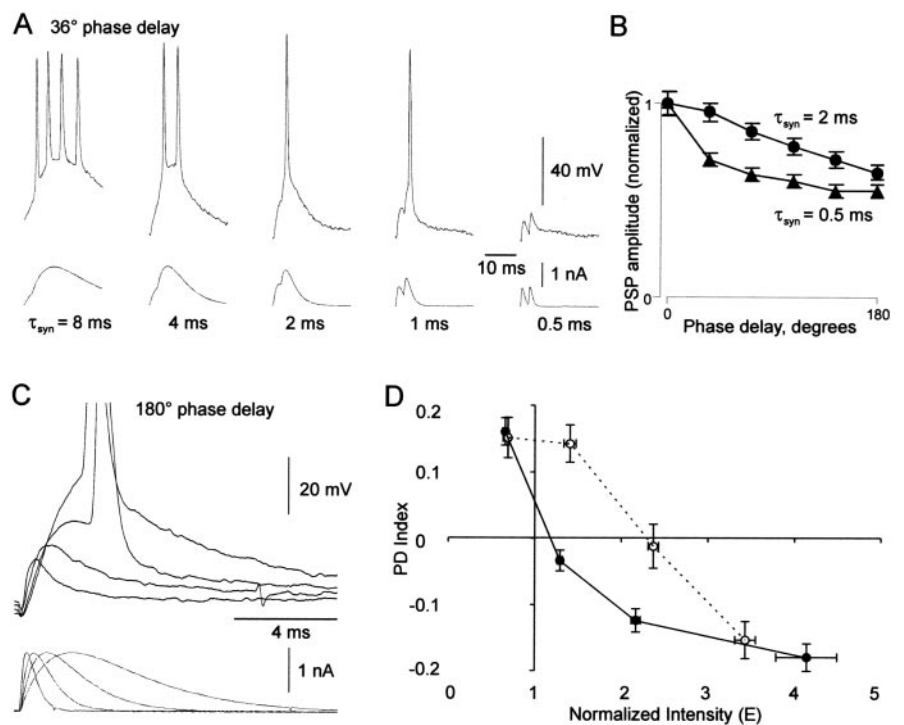 A
36° phase delay
40 mV
10 ms
1 nA
τsyn = 8 ms
4 ms
2 ms
1 ms
0.5 ms
B
PSP amplitude (normalized)
1
0
τsyn = 2 ms
τsyn = 0.5 ms
0
180
Phase delay, degrees
C
180° phase delay
20 mV
4 ms
1 nA
D
PD Index
0.2
0.1
0
-0.1
-0.2
0
1
2
3
4
5
Normalized Intensity (E)